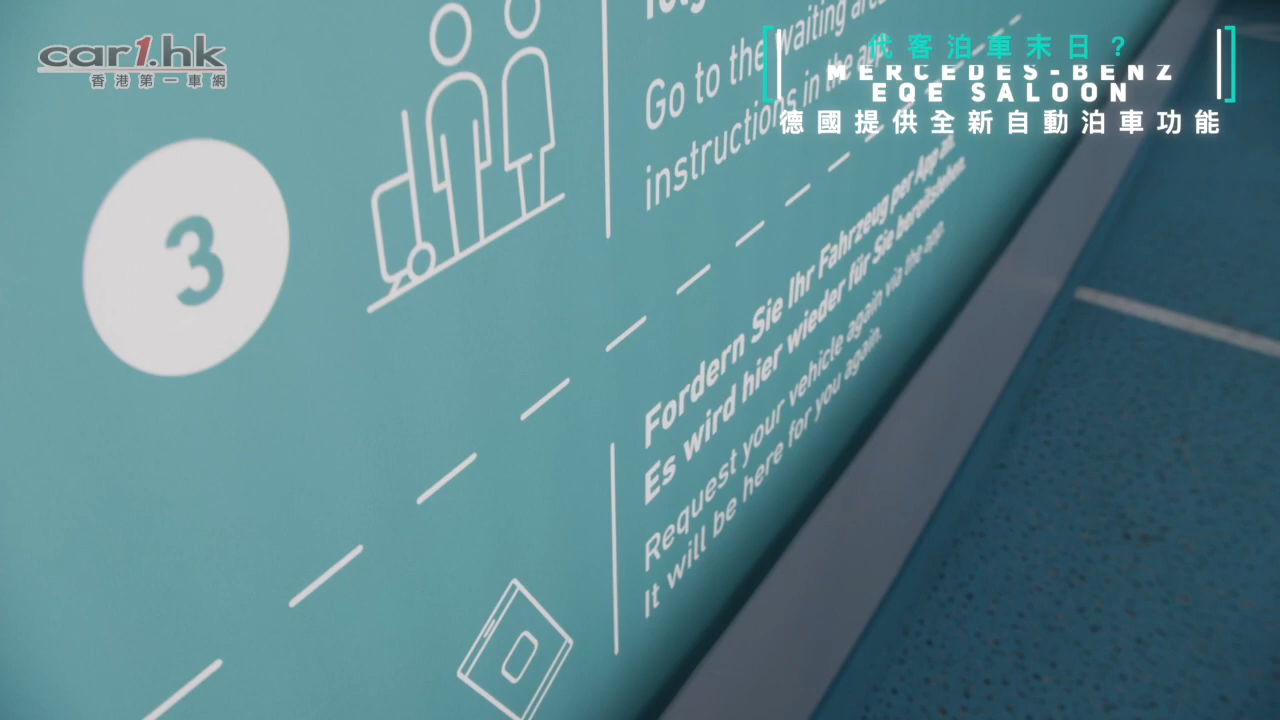 car1.hk
香港第一車網
代客泊車末日?
MERCEDES-BENZ
EQE SALOON
德國提供全新自動泊車功能
3
Go to the waiting area
instructions in the app
Fordern Sie Ihr Fahrzeug per App an.
Es wird hier wieder für Sie bereitstehen.
Request your vehicle again via the app.
It will be here for you again.